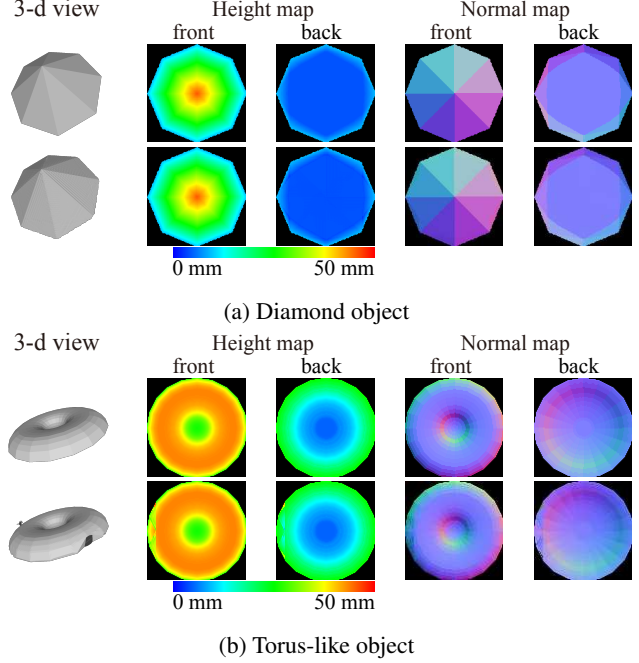 3-d view Height map Normal map
front back front back
0 mm 50 mm
(a) Diamond object
3-d view Height map Normal map
front back front back
0 mm 50 mm
(b) Torus-like object